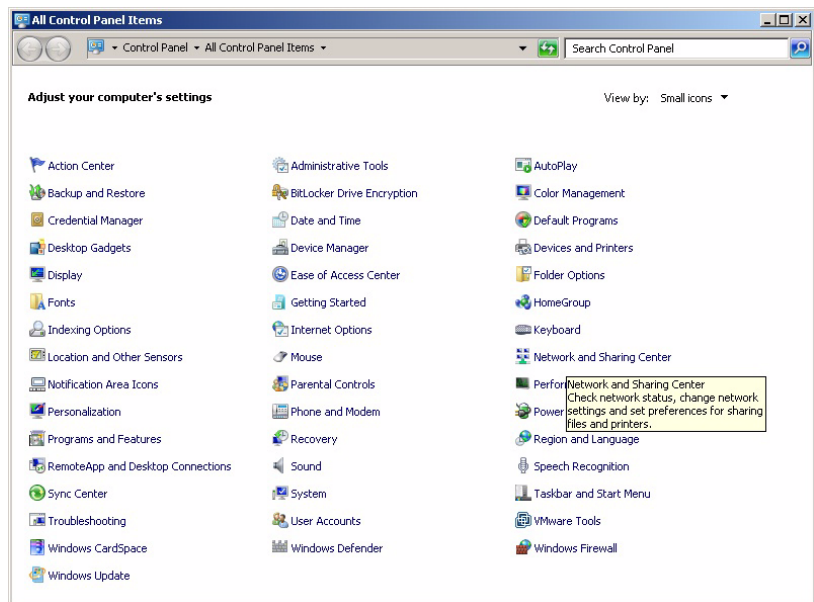 All Control Panel Items
Control Panel All Control Panel Items
Search Control Panel
Adjust your computer's settings
View by: Small icons
Action Center Administrative Tools AutoPlay
Backup and Restore BitLocker Drive Encryption Color Management
Credential Manager Date and Time Default Programs
Desktop Gadgets Device Manager Devices and Printers
Display Ease of Access Center Folder Options
Fonts Getting Started HomeGroup
Indexing Options Internet Options Keyboard
Location and Other Sensors Mouse Network and Sharing Center
Notification Area Icons Parental Controls Perfor
Network and Sharing Center
Check network status, change network
settings and set preferences for sharing
files and printers.
Personalization Phone and Modem Power
Programs and Features Recovery Region and Language
RemoteApp and Desktop Connections Sound Speech Recognition
Sync Center System Taskbar and Start Menu
Troubleshooting User Accounts VMware Tools
Windows CardSpace Windows Defender Windows Firewall
Windows Update